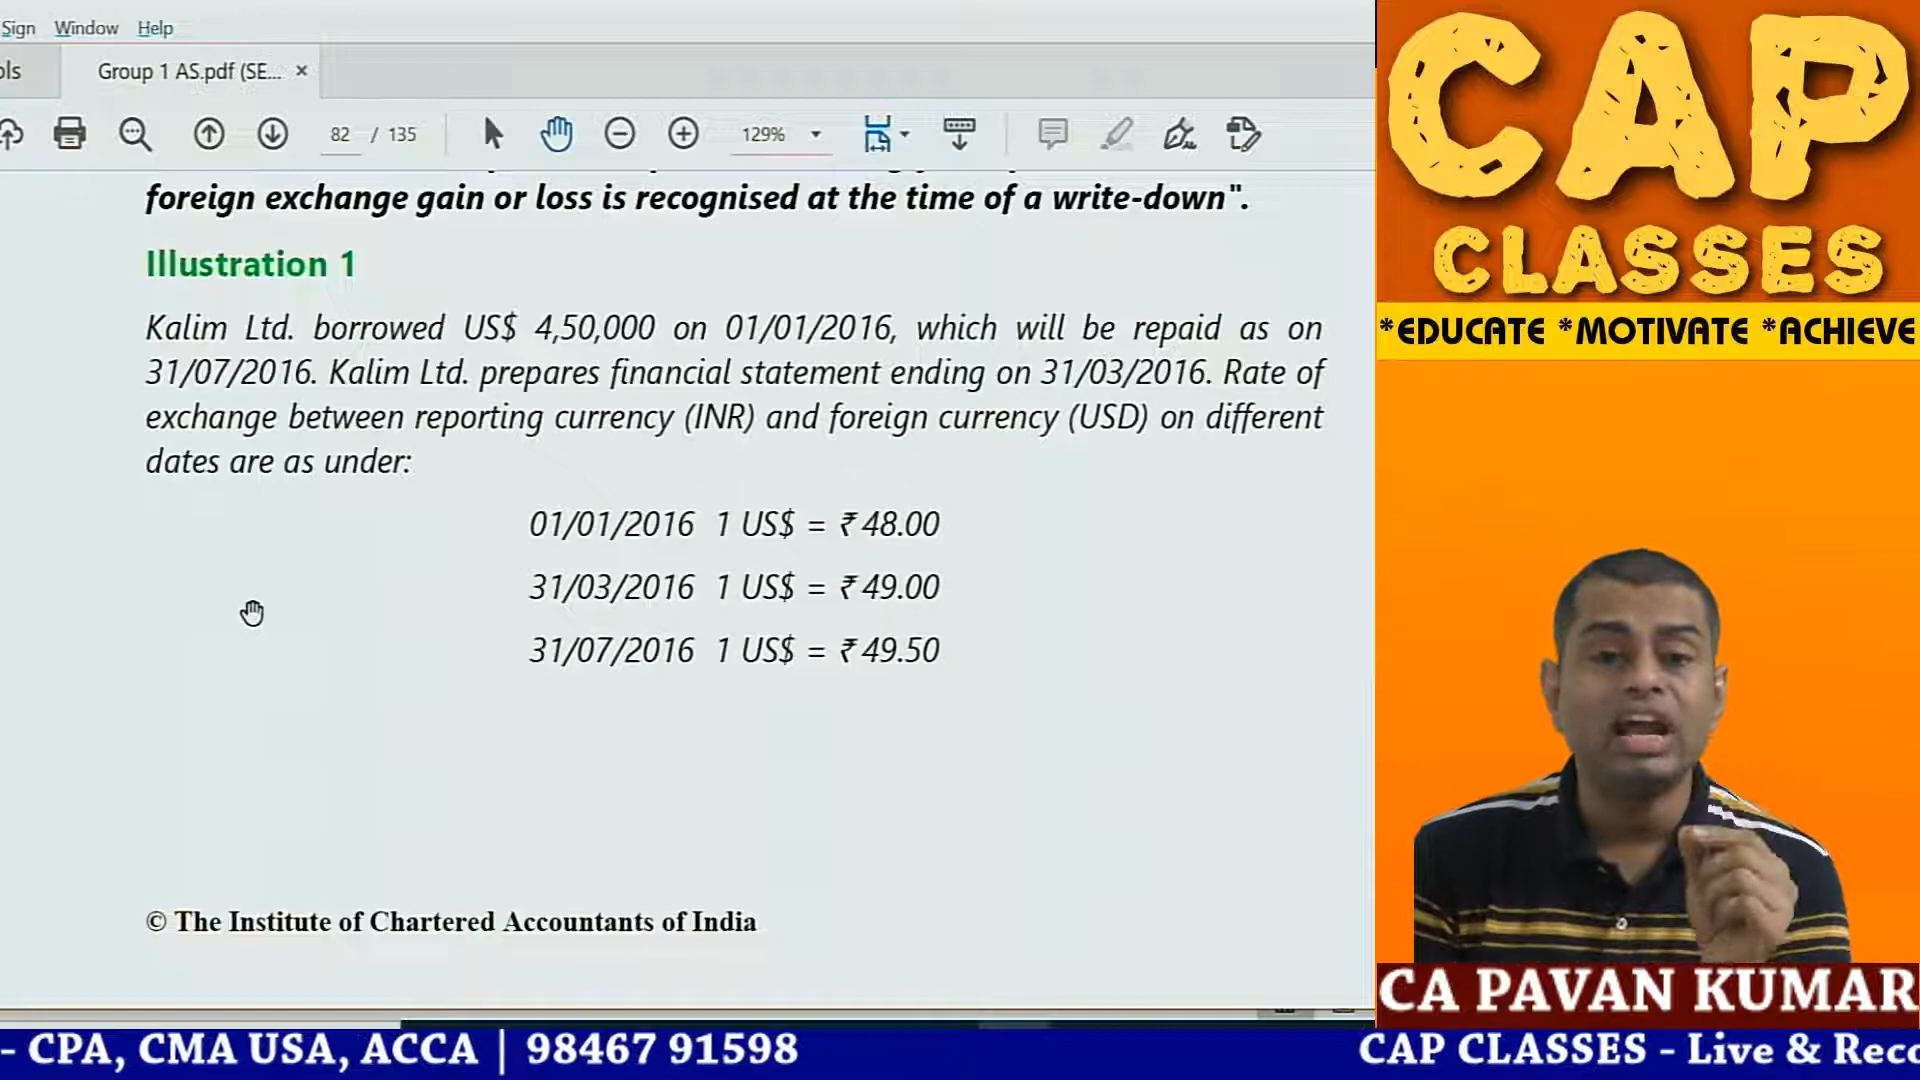 Sign Window Help
Group 1 AS.pdf (SE... ×
82 / 135
129%
foreign exchange gain or loss is recognised at the time of a write-down".
Illustration 1
Kalim Ltd. borrowed US$ 4,50,000 on 01/01/2016, which will be repaid as on
31/07/2016. Kalim Ltd. prepares financial statement ending on 31/03/2016. Rate of
exchange between reporting currency (INR) and foreign currency (USD) on different
dates are as under:
01/01/2016 1 US$ = ₹ 48.00
31/03/2016 1 US$ = ₹ 49.00
31/07/2016 1 US$ = ₹ 49.50
© The Institute of Chartered Accountants of India
CAP
CLASSES
*EDUCATE *MOTIVATE *ACHIEVE
CA PAVAN KUMAR
- CPA, CMA USA, ACCA | 98467 91598
CAP CLASSES - Live & Reco